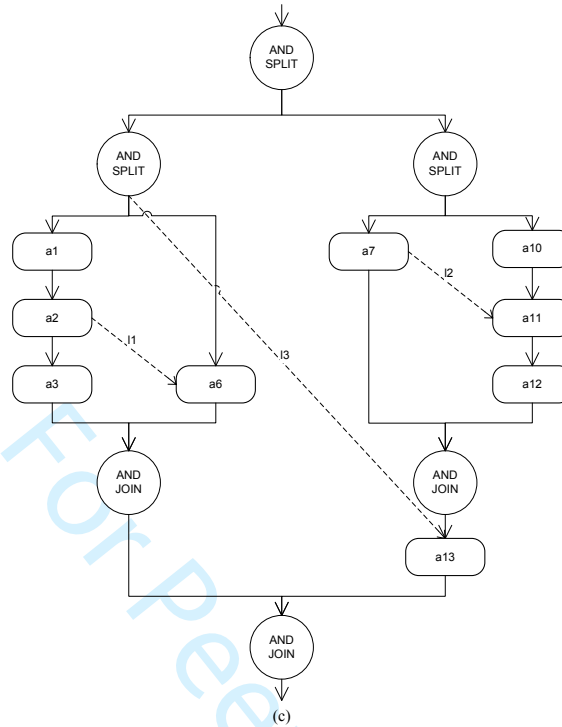 AND
SPLIT
AND
SPLIT
AND
SPLIT
a1
a7
a10
l2
a2
a11
l1
l3
a3
a6
a12
AND
JOIN
AND
JOIN
a13
AND
JOIN
(c)
For Pee